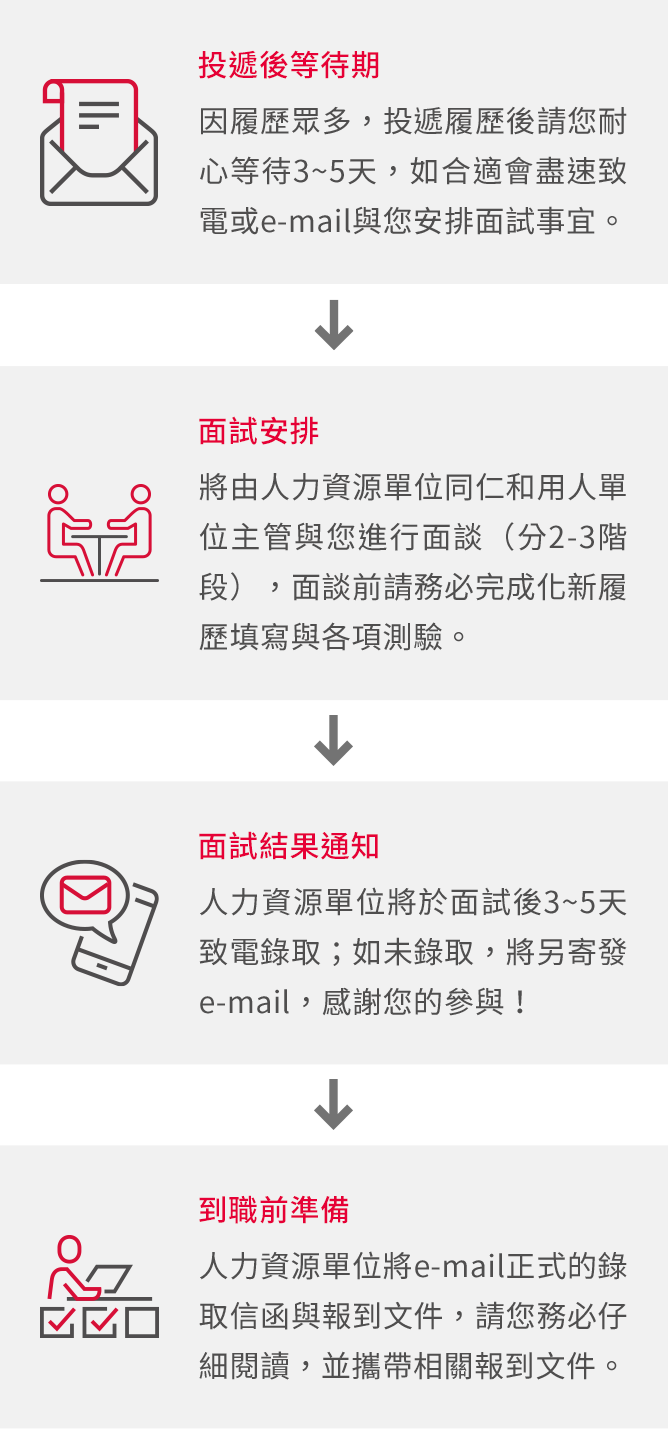 投遞後等待期
因履歷眾多，投遞履歷後請您耐
心等待3~5天，如合適會盡速致
電或e-mail與您安排面試事宜。
面試安排
將由人力資源單位同仁和用人單
位主管與您進行面談（分2-3階
段），面談前請務必完成化新履
歷填寫與各項測驗。
面試結果通知
人力資源單位將於面試後3~5天
致電錄取；如未錄取，將另寄發
e-mail，感謝您的參與！
到職前準備
人力資源單位將e-mail正式的錄
取信函與報到文件，請您務必仔
細閱讀，並攜帶相關報到文件。